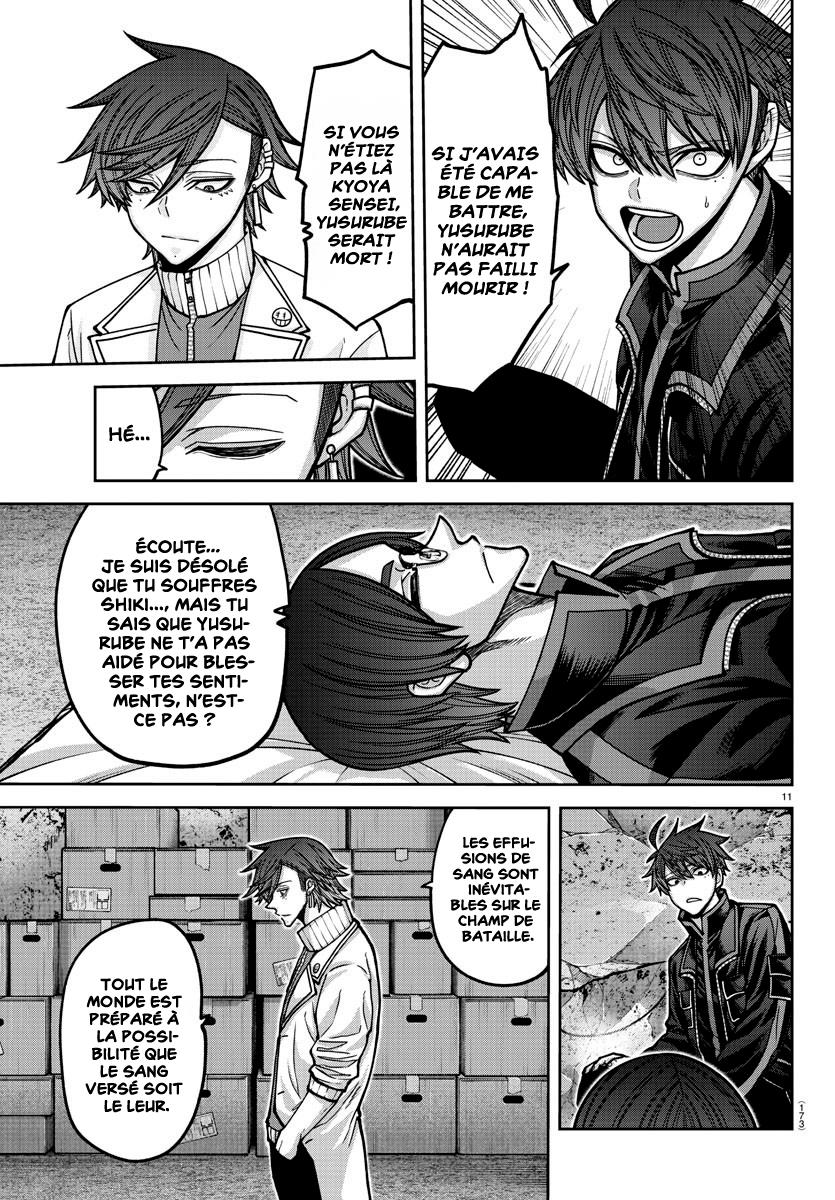 SI J'AVAIS
ÉTÉ CAPA-
BLE DE ME
BATTRE,
YUSURUBE
N'AURAIT
PAS FAILLI
MOURIR !
SI VOUS
N'ÉTIEZ
PAS LÀ
KYOYA
SENSEI,
YUSURUBE
SERAIT
MORT !
HÉ...
ÉCOUTE...
JE SUIS DÉSOLÉ
QUE TU SOUFFRES
SHIKI..., MAIS TU
SAIS QUE YUSU-
RUBE NE T'A PAS
AIDÉ POUR BLES-
SER TES SENTI-
MENTS, N'EST-
CE PAS ?
11
LES EFFU-
SIONS DE
SANG SONT
INÉVITA-
BLES SUR LE
CHAMP DE
BATAILLE.
TOUT LE
MONDE EST
PRÉPARÉ À
LA POSSI-
BILITÉ QUE
LE SANG
VERSÉ SOIT
LE LEUR.
(173)